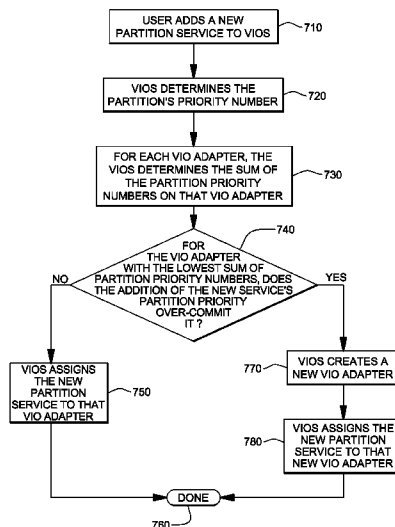 USER ADDS A NEW
PARTITION SERVICE TO VIOS
710
VIOS DETERMINES THE
PARTITION'S PRIORITY NUMBER
720
FOR EACH VIO ADAPTER, THE
VIOS DETERMINES THE SUM OF
THE PARTITION PRIORITY
NUMBERS ON THAT VIO ADAPTER
730
740
FOR
THE VIO ADAPTER
WITH THE LOWEST SUM OF
PARTITION PRIORITY NUMBERS, DOES
THE ADDITION OF THE NEW SERVICE'S
PARTITION PRIORITY
OVER-COMMIT
IT ?
NO
YES
VIOS ASSIGNS
THE NEW
PARTITION
SERVICE TO THAT
VIO ADAPTER
750
770
VIOS CREATES A
NEW VIO ADAPTER
780
VIOS ASSIGNS THE
NEW PARTITION
SERVICE TO THAT
NEW VIO ADAPTER
DONE
760